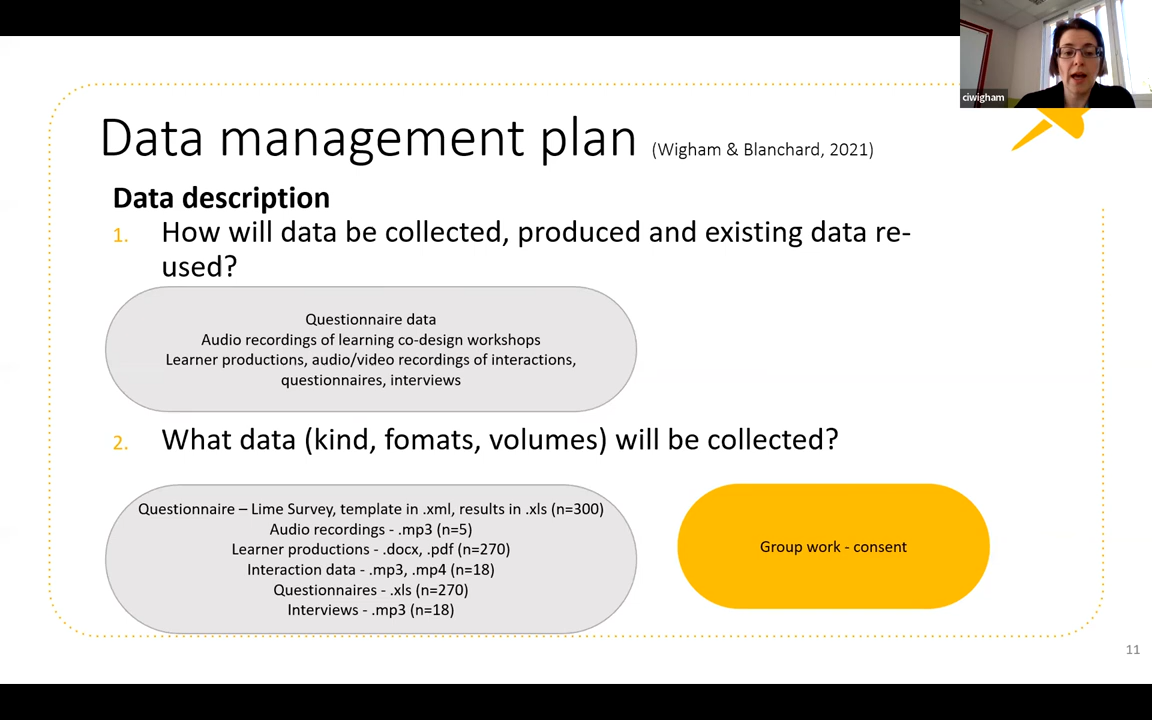 ciwigham
Data management plan (Wigham & Blanchard, 2021)
Data description
1. How will data be collected, produced and existing data re-
used?
Questionnaire data
Audio recordings of learning co-design workshops
Learner productions, audio/video recordings of interactions,
questionnaires, interviews
2. What data (kind, fomats, volumes) will be collected?
Questionnaire – Lime Survey, template in .xml, results in .xls (n=300)
Audio recordings - .mp3 (n=5)
Learner productions - .docx, .pdf (n=270)
Interaction data - .mp3, .mp4 (n=18)
Questionnaires - .xls (n=270)
Interviews - .mp3 (n=18)
Group work - consent
11